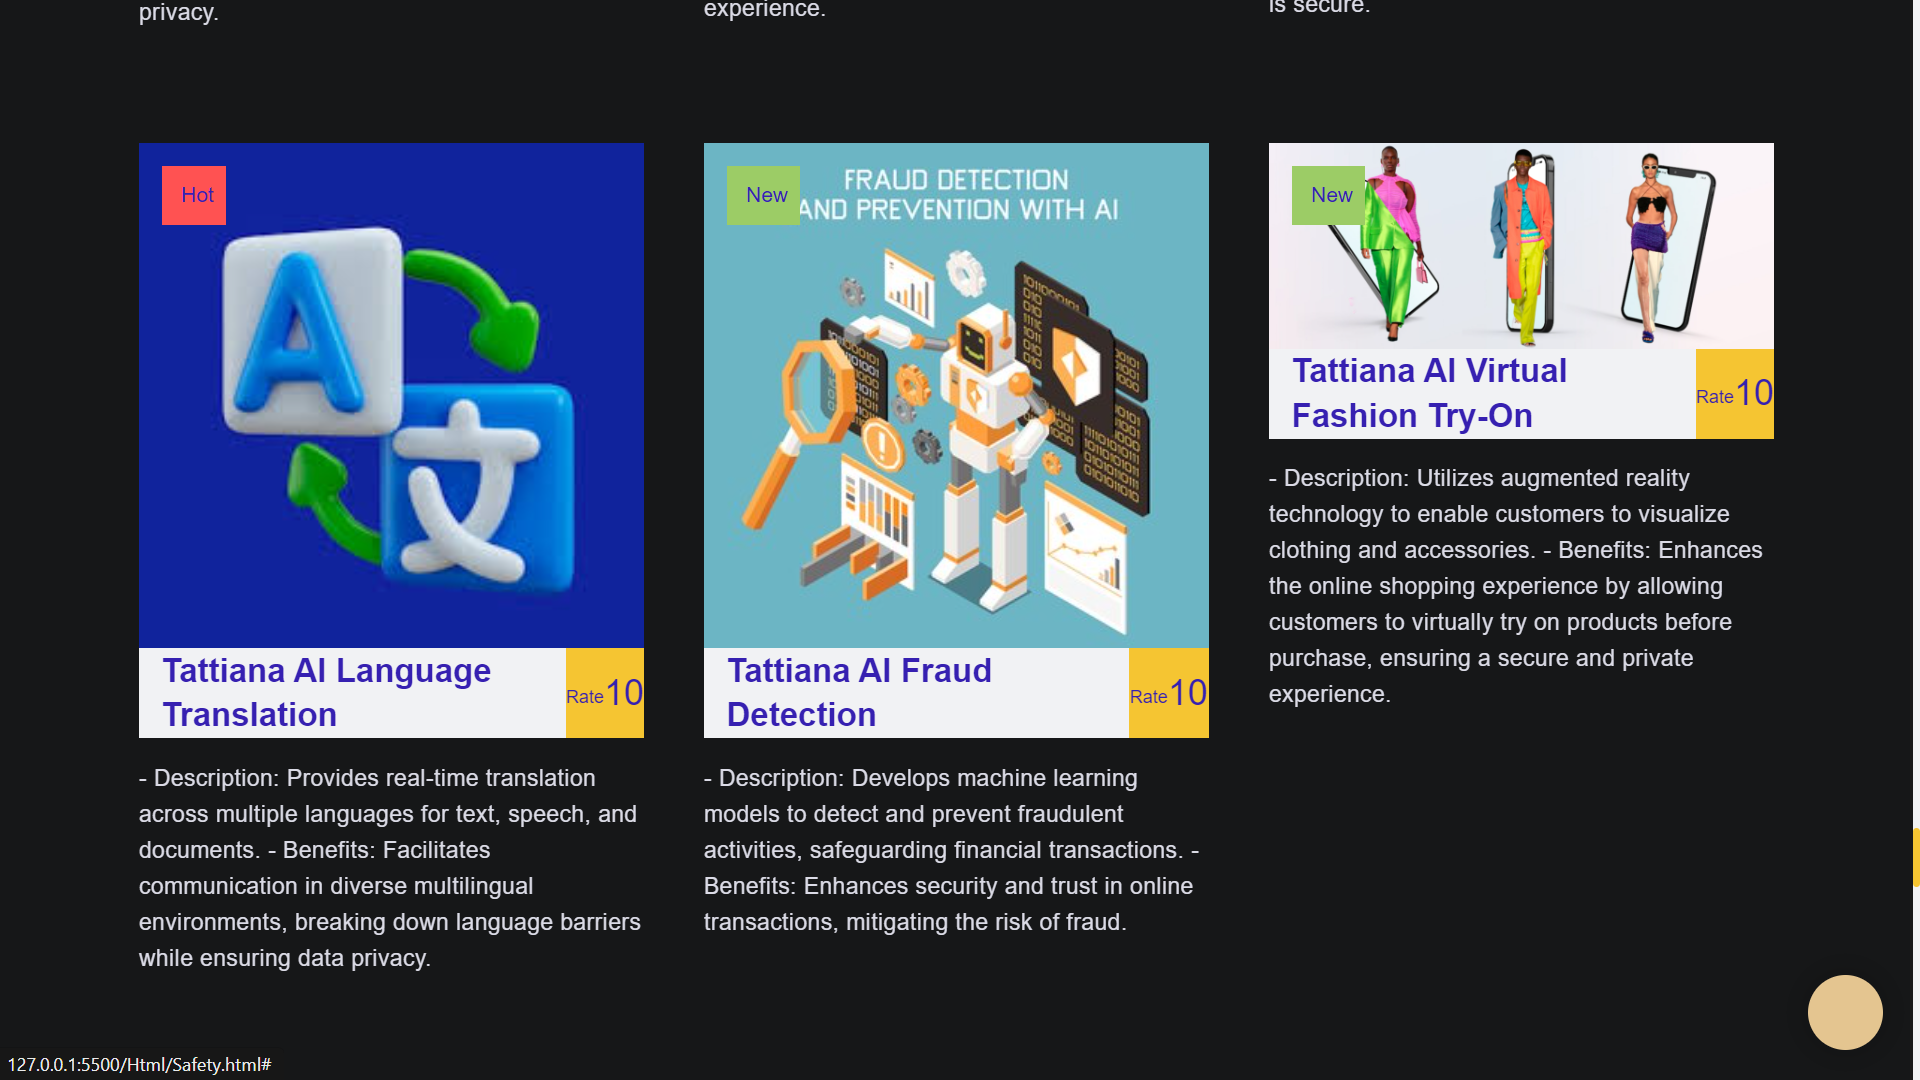 privacy.
experience.
is secure.
Hot
A
文
Tattiana AI Language
Translation
Rate10
- Description: Provides real-time translation
across multiple languages for text, speech, and
documents. - Benefits: Facilitates
communication in diverse multilingual
environments, breaking down language barriers
while ensuring data privacy.
New
FRAUD DETECTION
AND PREVENTION WITH AI
Tattiana AI Fraud
Detection
Rate10
- Description: Develops machine learning
models to detect and prevent fraudulent
activities, safeguarding financial transactions. -
Benefits: Enhances security and trust in online
transactions, mitigating the risk of fraud.
New
Tattiana AI Virtual
Fashion Try-On
Rate10
- Description: Utilizes augmented reality
technology to enable customers to visualize
clothing and accessories. - Benefits: Enhances
the online shopping experience by allowing
customers to virtually try on products before
purchase, ensuring a secure and private
experience.
127.0.0.1:5500/Html/Safety.html#